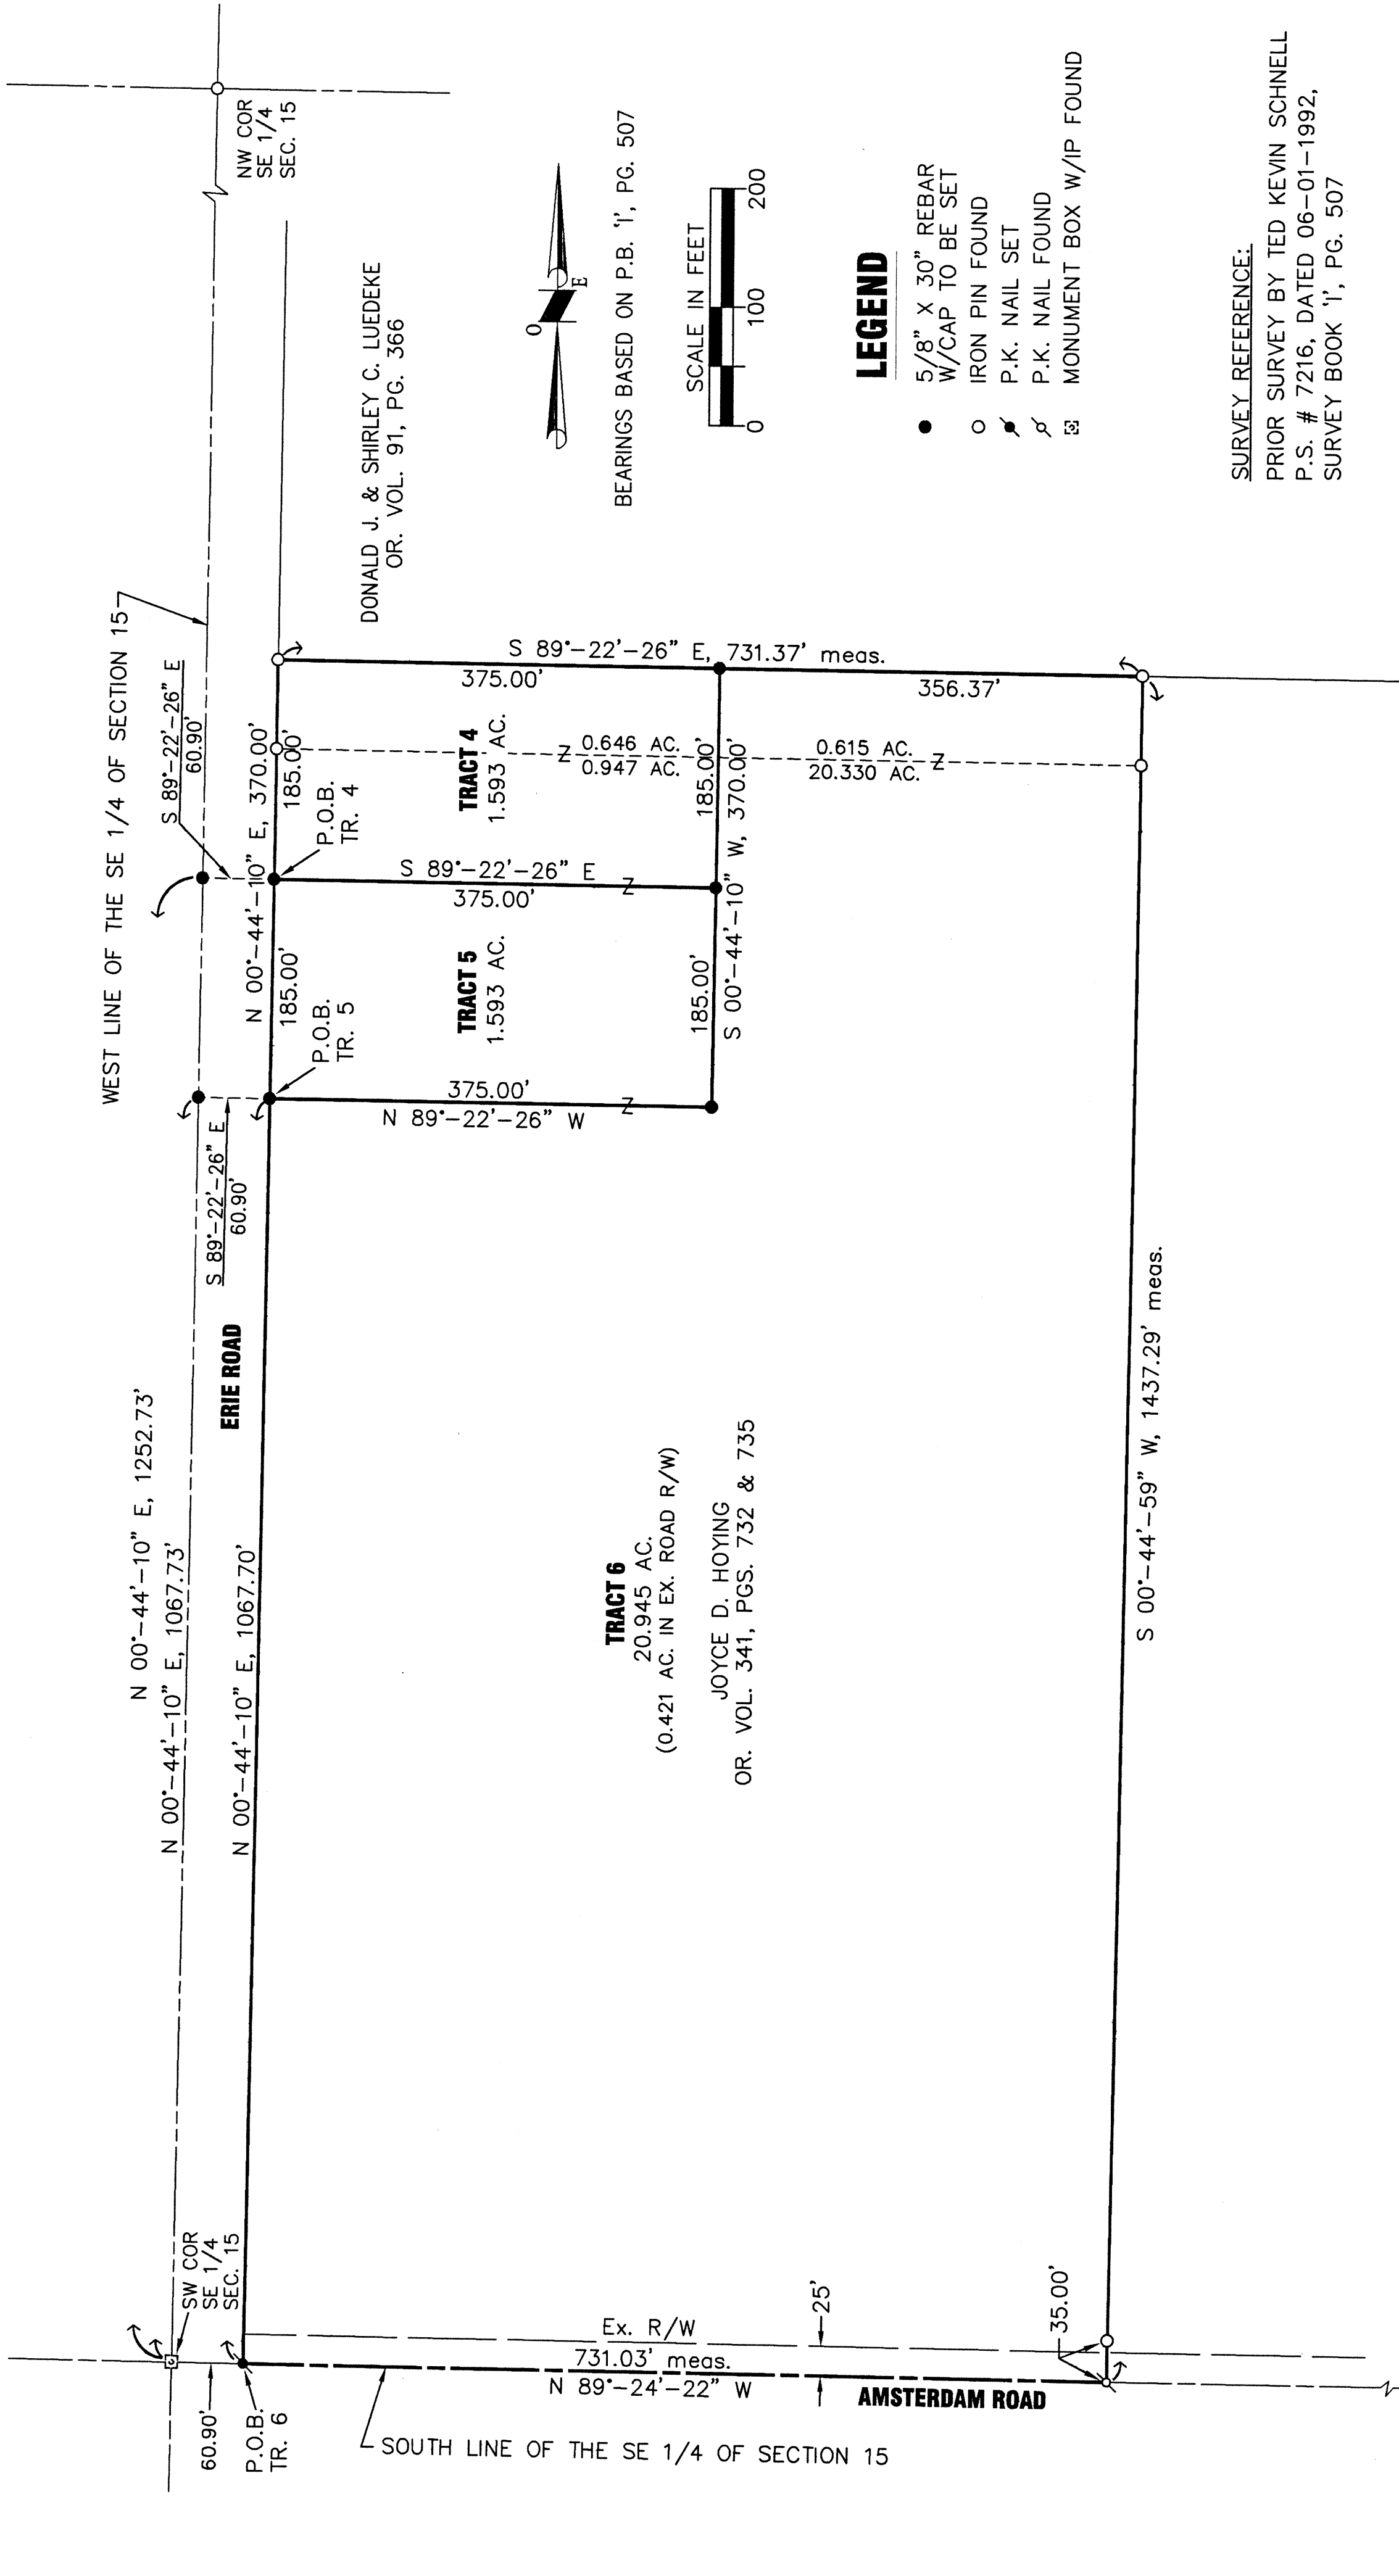 NW COR
SE 1/4
SEC. 15
WEST LINE OF THE SE 1/4 OF SECTION 15
S 89°-22'-26" E
60.90'
DONALD J. & SHIRLEY C. LUEDEKE
OR. VOL. 91, PG. 366
O
E
BEARINGS BASED ON P.B. 'I', PG. 507
SCALE IN FEET
0
100
200
LEGEND
5/8" X 30" REBAR
W/CAP TO BE SET
IRON PIN FOUND
P.K. NAIL SET
P.K. NAIL FOUND
MONUMENT BOX W/IP FOUND
SURVEY REFERENCE:
PRIOR SURVEY BY TED KEVIN SCHNELL
P.S. # 7216, DATED 06-01-1992,
SURVEY BOOK 'I', PG. 507
S 89°-22'-26" E, 731.37' meas.
375.00'
356.37'
N 00°-44'-10" E, 370.00'
185.00'
P.O.B.
TR. 4
TRACT 4
1.593 AC.
Z
0.646 AC.
0.947 AC.
185.00'
S 00°-44'-10" W, 370.00'
0.615 AC.
20.330 AC.
Z
S 89°-22'-26" E
375.00'
Z
185.00'
P.O.B.
TR. 5
TRACT 5
1.593 AC.
185.00'
375.00'
N 89°-22'-26" W
Z
S 89°-22'-26" E
60.90'
ERIE ROAD
N 00°-44'-10" E, 1252.73'
N 00°-44'-10" E, 1067.73'
N 00°-44'-10" E, 1067.70'
TRACT 6
20.945 AC.
(0.421 AC. IN EX. ROAD R/W)
JOYCE D. HOYING
OR. VOL. 341, PGS. 732 & 735
S 00°-44'-59" W, 1437.29' meas.
SW COR
SE 1/4
SEC. 15
60.90'
P.O.B.
TR. 6
Ex. R/W
731.03' meas.
N 89°-24'-22" W
25'
35.00'
AMSTERDAM ROAD
SOUTH LINE OF THE SE 1/4 OF SECTION 15